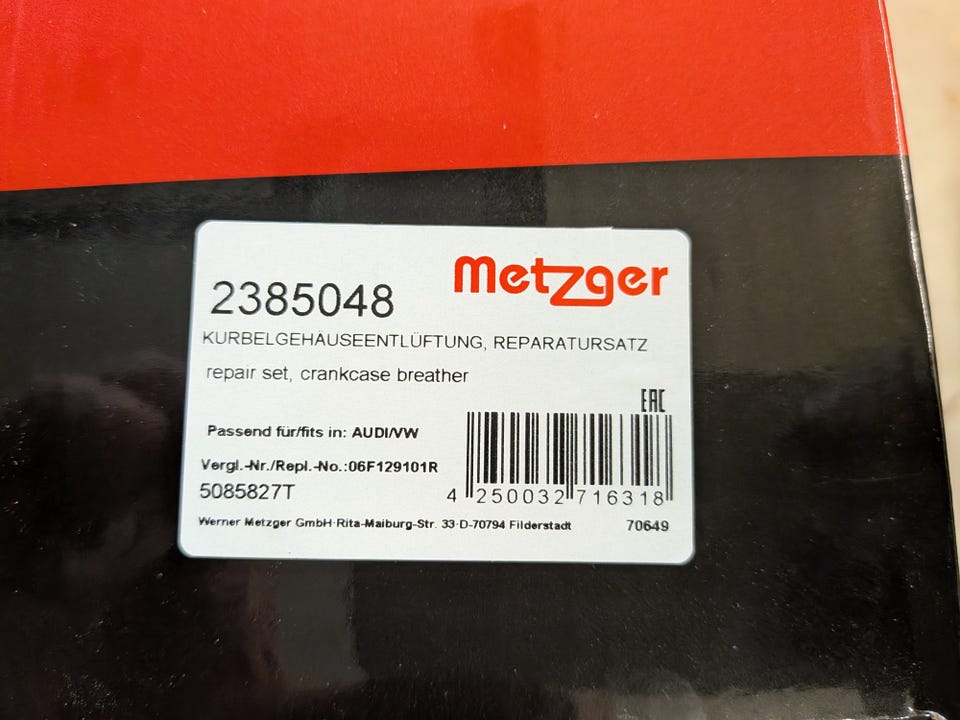 Metzger
2385048
KURBELGEHÄUSEENTLÜFTUNG, REPARATURSATZ
repair set, crankcase breather
EAC
Passend für/fits in: AUDI/VW
Vergl.-Nr./Repl.-No.:06F129101R
5085827T
4 250032 716318
Werner Metzger GmbH·Rita-Maiburg-Str. 33·D-70794 Filderstadt 70649